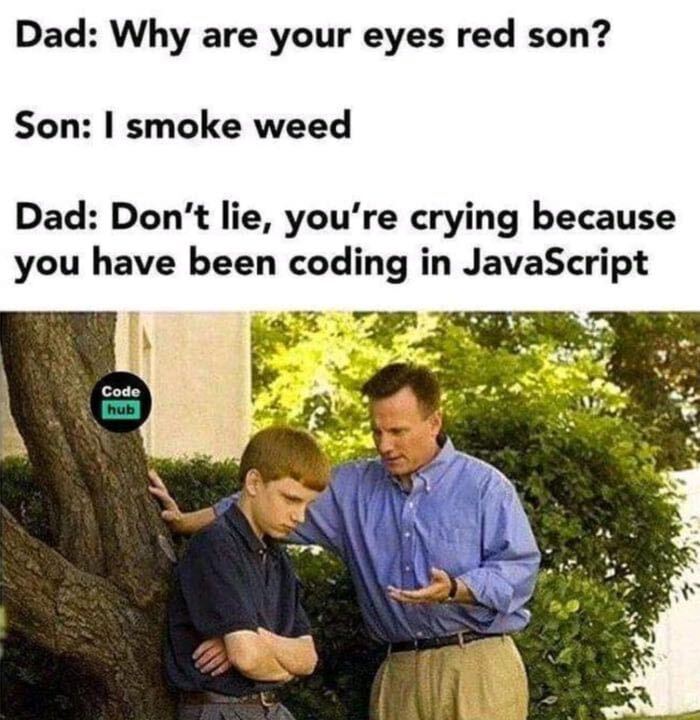 Dad: Why are your eyes red son?
Son: I smoke weed
Dad: Don't lie, you're crying because
you have been coding in JavaScript
Code
hub